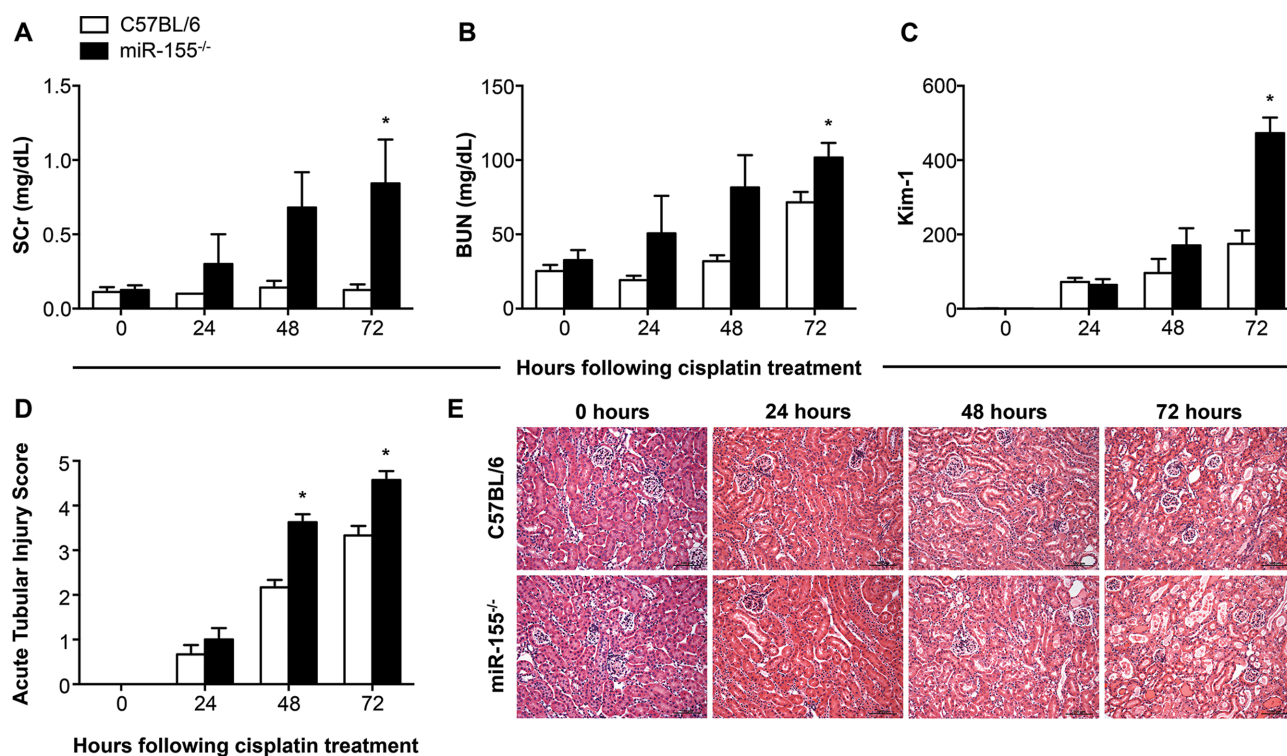 A
C57BL/6
miR-155-/-
SCr (mg/dL)
1.5
1.0
0.5
0.0
*
0 24 48 72
B
BUN (mg/dL)
150
100
50
0
*
0 24 48 72
C
Kim-1
600
400
200
0
*
0 24 48 72
Hours following cisplatin treatment
D
Acute Tubular Injury Score
5
4
3
2
1
0
*
*
0 24 48 72
Hours following cisplatin treatment
E
0 hours 24 hours 48 hours 72 hours
C57BL/6
miR-155-/-